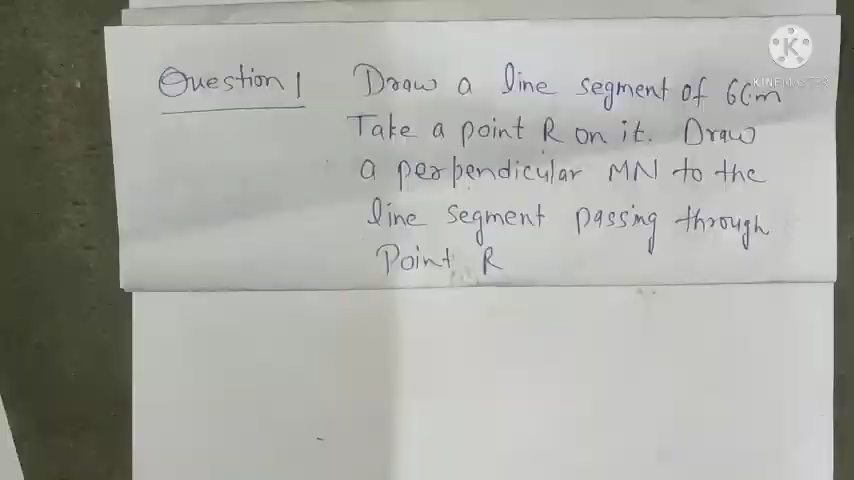 Question 1 Draw a line segment of 6cm
Take a point R on it. Draw
a perpendicular MN to the
line segment passing through
Point R
K
KINEMASTER